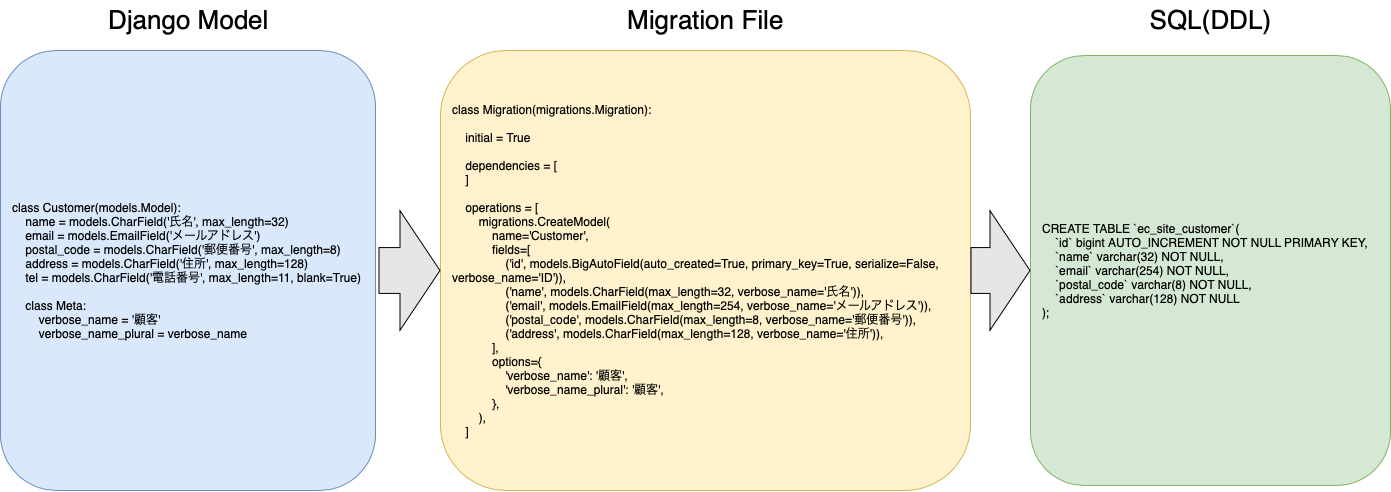 Django Model
class Customer(models.Model):
name = models.CharField('氏名', max_length=32)
email = models.EmailField('メールアドレス')
postal_code = models.CharField('郵便番号', max_length=8)
address = models.CharField('住所', max_length=128)
tel = models.CharField('電話番号', max_length=11, blank=True)
class Meta:
verbose_name = '顧客'
verbose_name_plural = verbose_name
Migration File
class Migration(migrations.Migration):
initial = True
dependencies = [
]
operations = [
migrations.CreateModel(
name='Customer',
fields=[
('id', models.BigAutoField(auto_created=True, primary_key=True, serialize=False,
verbose_name='ID')),
('name', models.CharField(max_length=32, verbose_name='氏名')),
('email', models.EmailField(max_length=254, verbose_name='メールアドレス')),
('postal_code', models.CharField(max_length=8, verbose_name='郵便番号')),
('address', models.CharField(max_length=128, verbose_name='住所')),
],
options={
'verbose_name': '顧客',
'verbose_name_plural': '顧客',
},
),
]
SQL(DDL)
CREATE TABLE `ec_site_customer`(
`id` bigint AUTO_INCREMENT NOT NULL PRIMARY KEY,
`name` varchar(32) NOT NULL,
`email` varchar(254) NOT NULL,
`postal_code` varchar(8) NOT NULL,
`address` varchar(128) NOT NULL
);